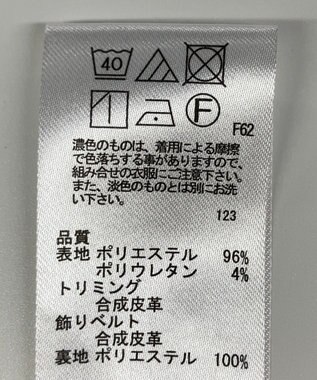 40
F
F62
濃色のものは、着用による摩擦
で色落ちする事がありますので、
組み合せの衣服にご注意下さい。
また、淡色のものとは別にお洗
い下さい。
123
品質
表地 ポリエステル 96%
ポリウレタン 4%
トリミング
合成皮革
飾りベルト
合成皮革
裏地 ポリエステル 100%